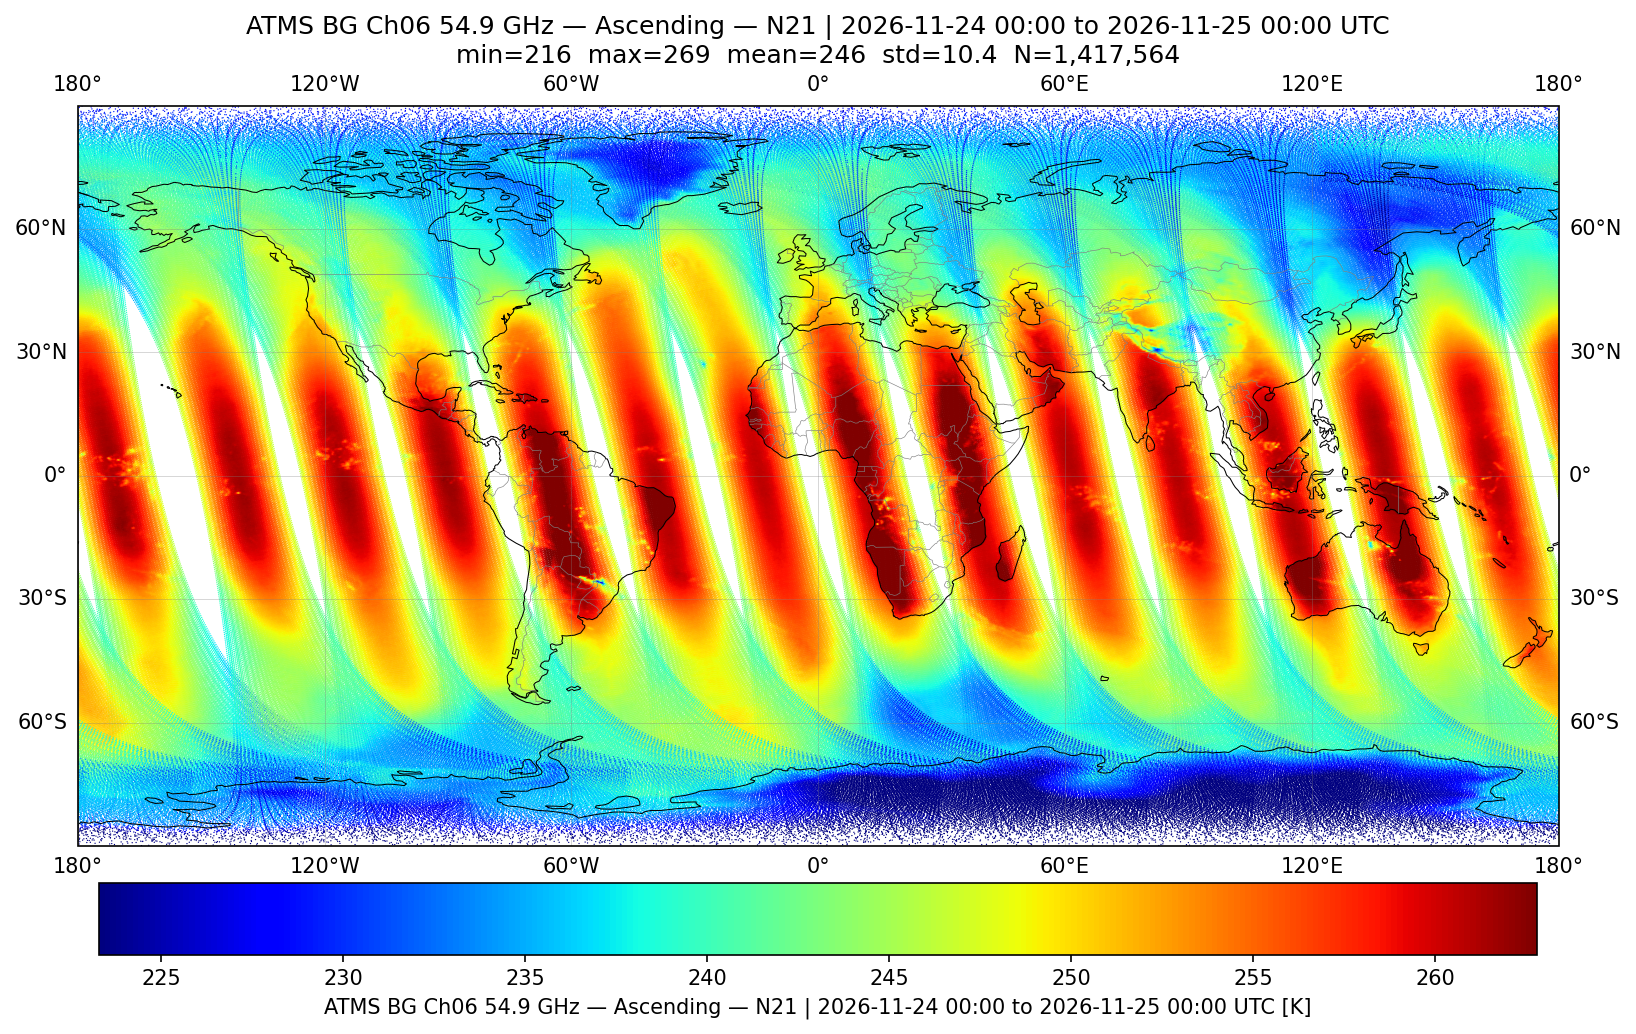 ATMS BG Ch06 54.9 GHz — Ascending — N21 | 2026-11-24 00:00 to 2026-11-25 00:00 UTC
min=216 max=269 mean=246 std=10.4 N=1,417,564
180° 120°W 60°W 0° 60°E 120°E 180°
60°N 60°N
30°N 30°N
0° 0°
30°S 30°S
60°S 60°S
180° 120°W 60°W 0° 60°E 120°E 180°
225 230 235 240 245 250 255 260
ATMS BG Ch06 54.9 GHz — Ascending — N21 | 2026-11-24 00:00 to 2026-11-25 00:00 UTC [K]